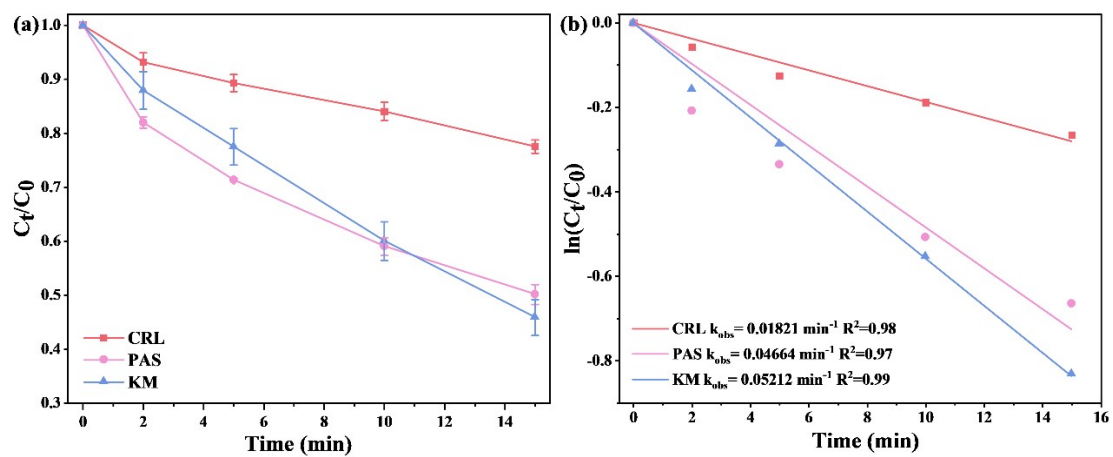 (a)
1.0
0.9
0.8
0.7
0.6
0.5
0.4
0.3
Ct/C0
CRL
PAS
KM
0 2 4 6 8 10 12 14
Time (min)
(b)
0.0
-0.2
-0.4
-0.6
-0.8
ln(Ct/C0)
CRL kobs= 0.01821 min-1 R2=0.98
PAS kobs= 0.04664 min-1 R2=0.97
KM kobs= 0.05212 min-1 R2=0.99
0 2 4 6 8 10 12 14 16
Time (min)